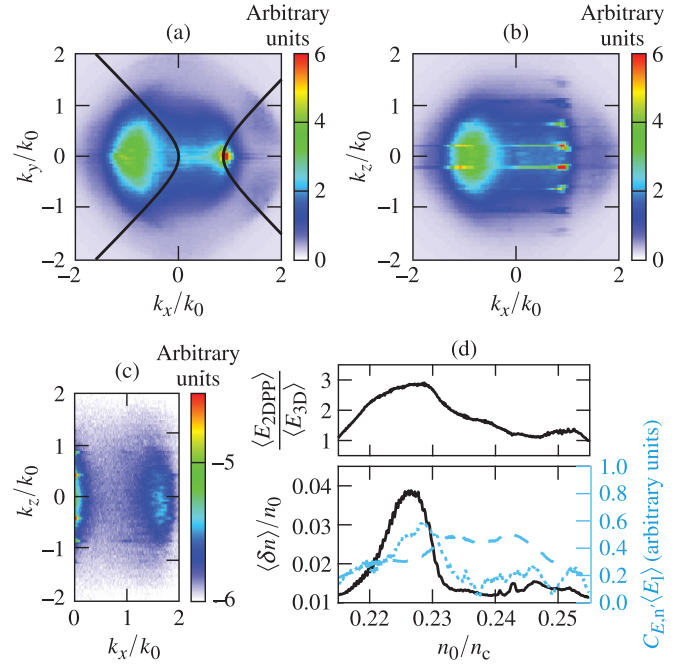 Arbitrary units
(a)
6
4
2
0
2
1
0
−1
−2
−2
0
2
k_y/k_0
k_x/k_0
Arbitrary units
(b)
6
4
2
0
2
1
0
−1
−2
−2
0
2
k_z/k_0
k_x/k_0
Arbitrary units
(c)
−5
−6
2
1
0
−1
−2
0
1
2
k_z/k_0
k_x/k_0
(d)
3
2
1
⟨E_2DPP⟩
⟨E_3D⟩
0.04
0.03
0.02
0.01
⟨δn⟩/n_0
1.0
0.8
0.6
0.4
0.2
0.0
C_E,n′⟨E_l⟩ (arbitrary units)
0.22
0.23
0.24
0.25
n_0/n_c